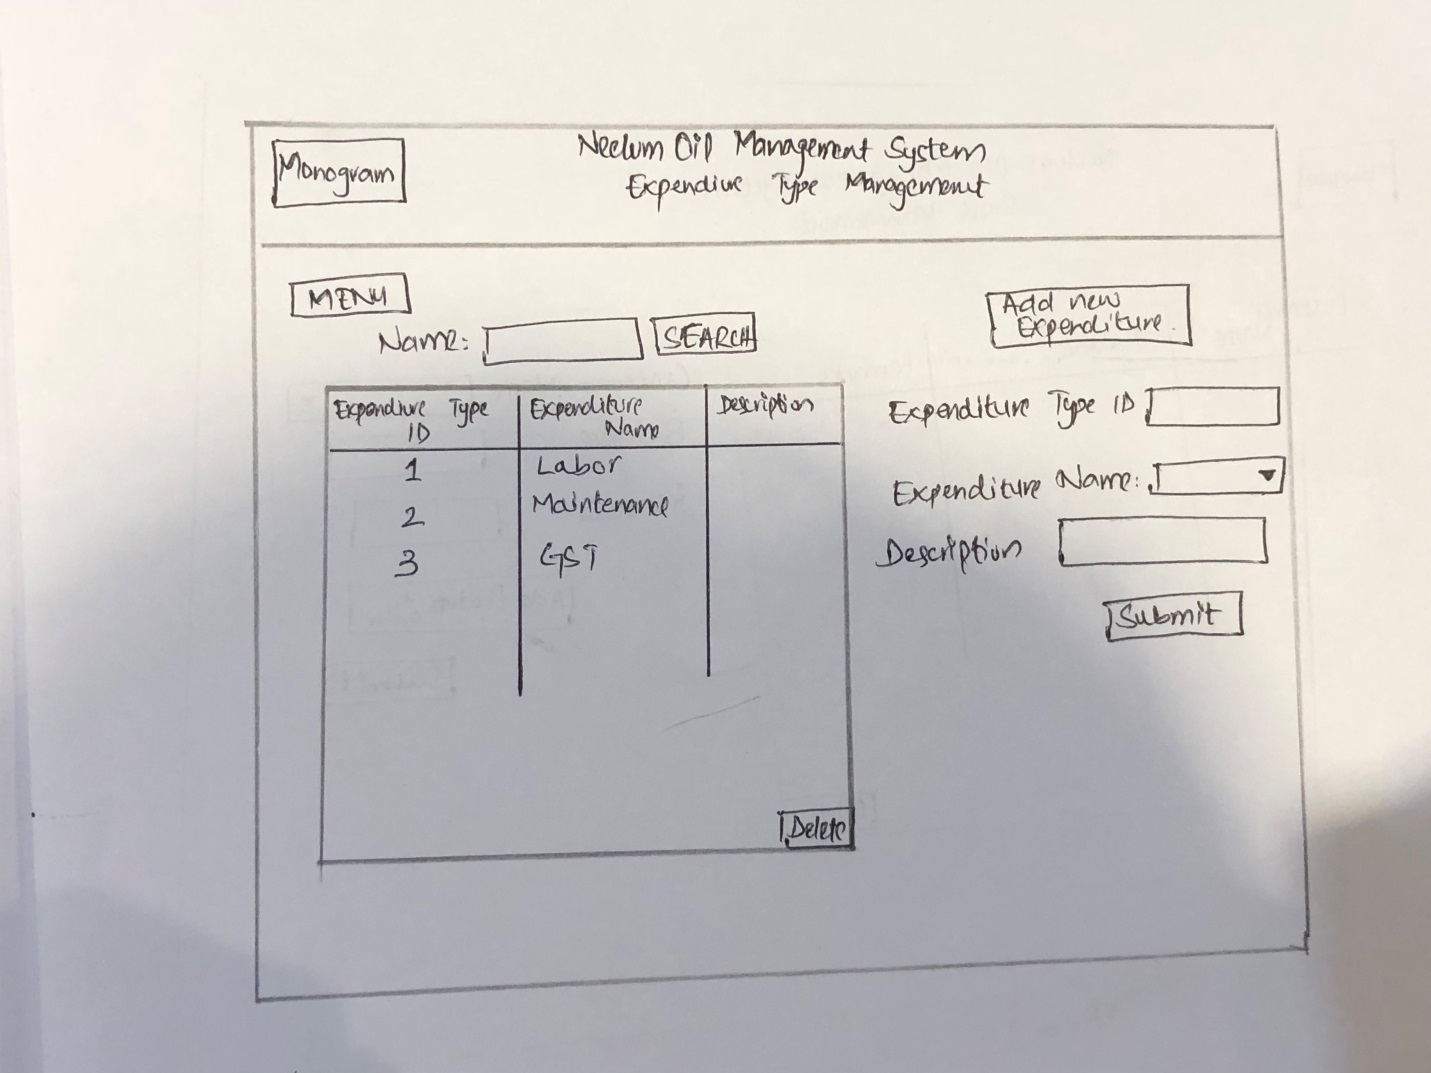 Monogram
Neelum Oil Management System
Expendiure Type Management
MENU
Name:
SEARCH
Add new
Expenditure.
Expendiure Type
ID
Expenditure
Name
Description
1 Labor
2 Maintenance
3 GST
Delete
Expenditure Type ID
Expenditure Name:
Description
Submit